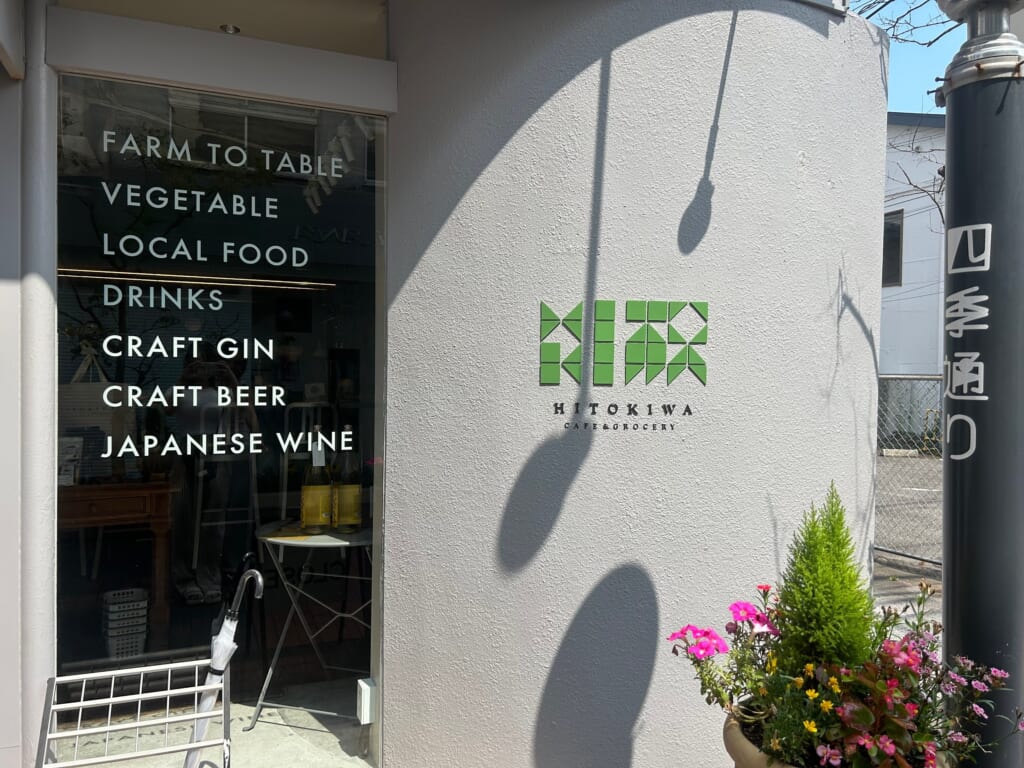 FARM TO TABLE
VEGETABLE
LOCAL FOOD
DRINKS
CRAFT GIN
CRAFT BEER
JAPANESE WINE
HITOKIWA
CAFE&GROCERY
四季通り